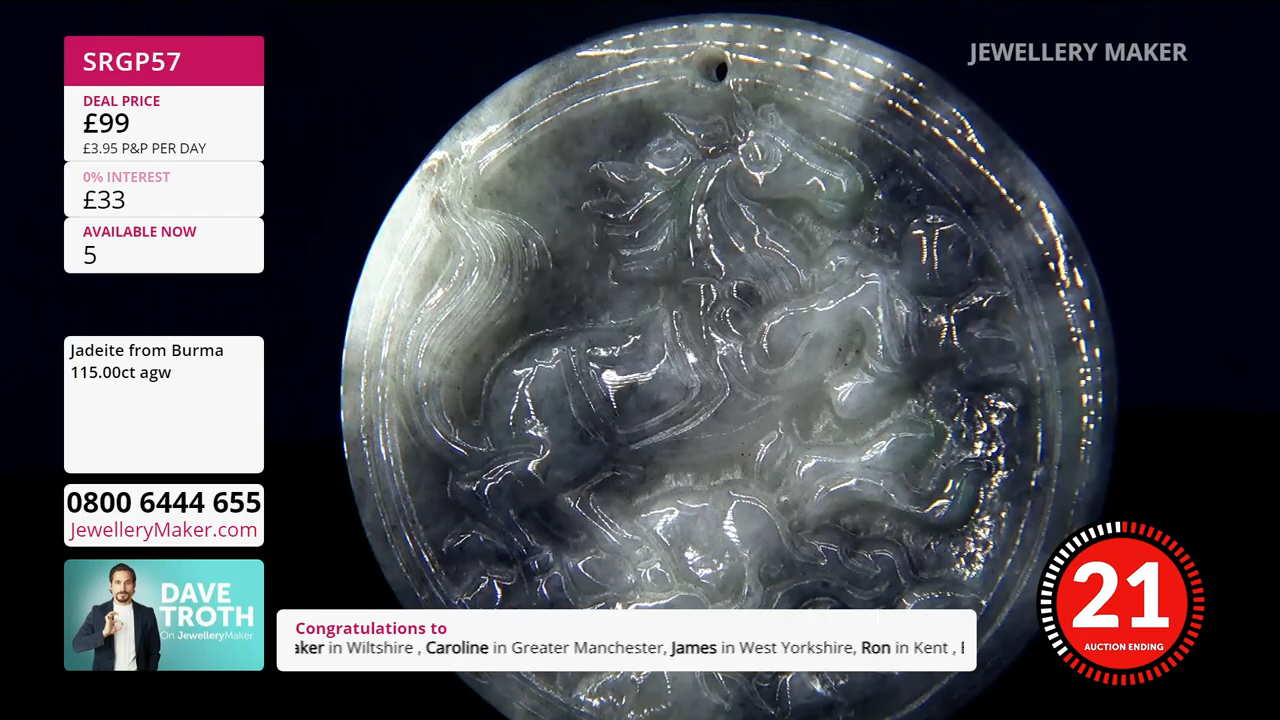 SRGP57
DEAL PRICE
£99
£3.95 P&P PER DAY
0% INTEREST
£33
AVAILABLE NOW
5
Jadeite from Burma
115.00ct agw
0800 6444 655
JewelleryMaker.com
DAVE
TROTH
On JewelleryMaker
JEWELLERY MAKER
Congratulations to
aker in Wiltshire , Caroline in Greater Manchester, James in West Yorkshire, Ron in Kent ,
21
AUCTION ENDING